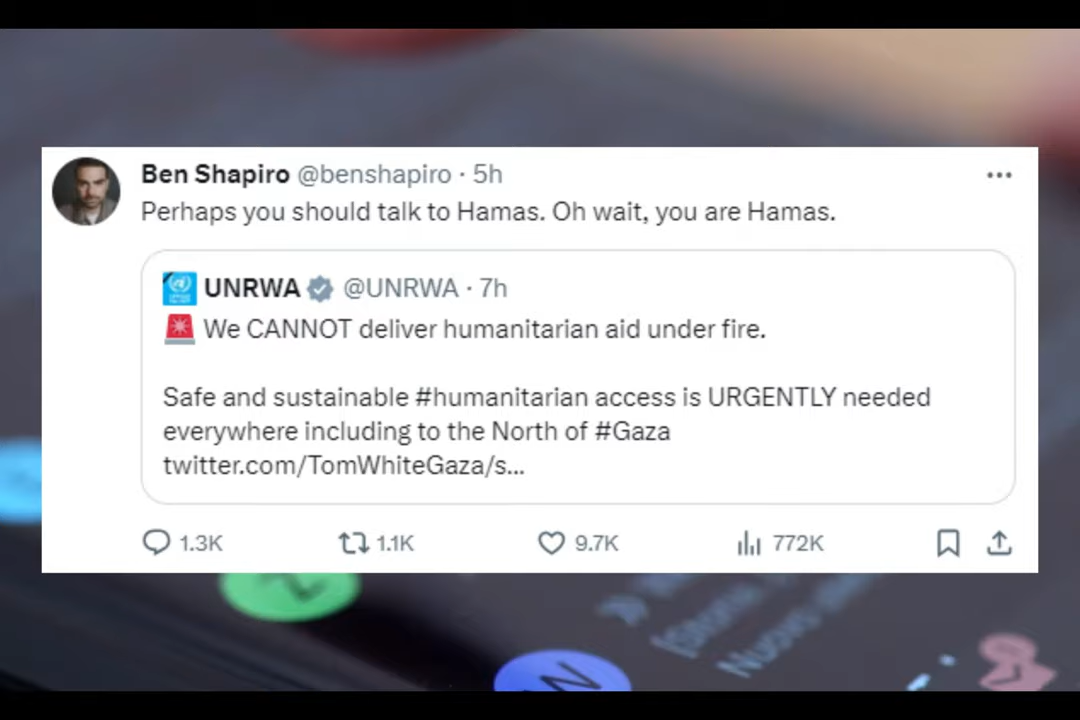 Ben Shapiro @benshapiro · 5h
Perhaps you should talk to Hamas. Oh wait, you are Hamas.
UNRWA @UNRWA · 7h
🚨 We CANNOT deliver humanitarian aid under fire.
Safe and sustainable #humanitarian access is URGENTLY needed
everywhere including to the North of #Gaza
twitter.com/TomWhiteGaza/s...
1.3K 1.1K 9.7K 772K
W